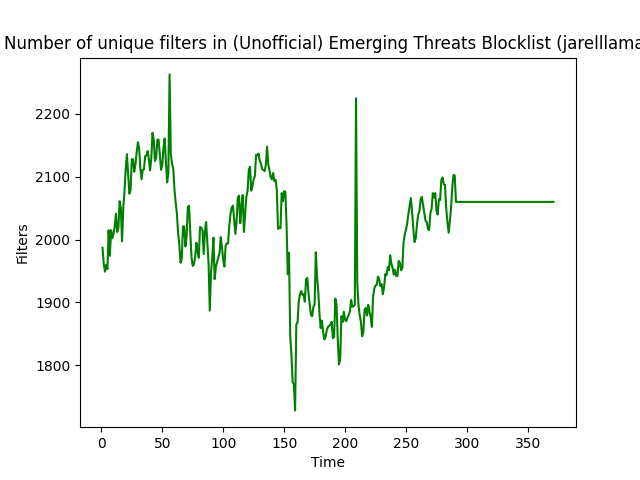 Number of unique filters in (Unofficial) Emerging Threats Blocklist (jarelllama
Filters
2200
2100
2000
1900
1800
0 50 100 150 200 250 300 350
Time